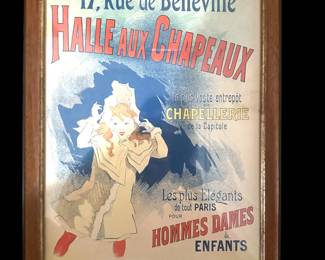 17, Rue de Belleville
HALLE AUX CHAPEAUX
Le plus vaste entrepôt
de CHAPELLERIE
de la Capitale
Les plus Élégants
de tout PARIS
POUR
HOMMES DAMES
& ENFANTS